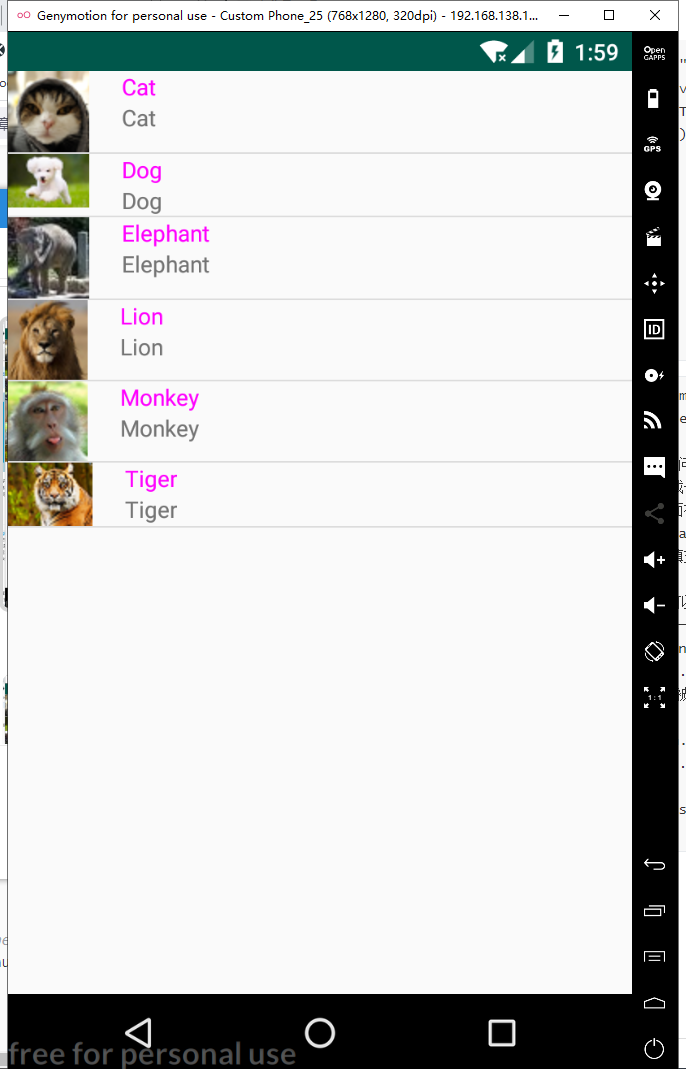 Genymotion for personal use - Custom Phone_25 (768x1280, 320dpi) - 192.168.138.1...
1:59
Open
GAPPS
Cat
Cat
GPS
Dog
Dog
Elephant
Elephant
ID
Lion
Lion
Monkey
Monkey
Tiger
Tiger
1:1
free for personal use